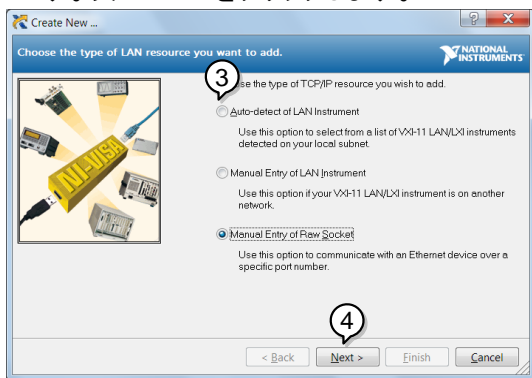 Create New ...
Choose the type of LAN resource you want to add.
NATIONAL
INSTRUMENTS
3
se the type of TCP/IP resource you wish to add.
Auto-detect of LAN Instrument
Use this option to select from a list of VXI-11 LAN/LXI instruments
detected on your local subnet.
Manual Entry of LAN Instrument
Use this option if your VXI-11 LAN/LXI instrument is on another
network.
Manual Entry of Raw Socket
Use this option to communicate with an Ethernet device over a
specific port number.
NI-VISA
4
< Back
Next >
Finish
Cancel